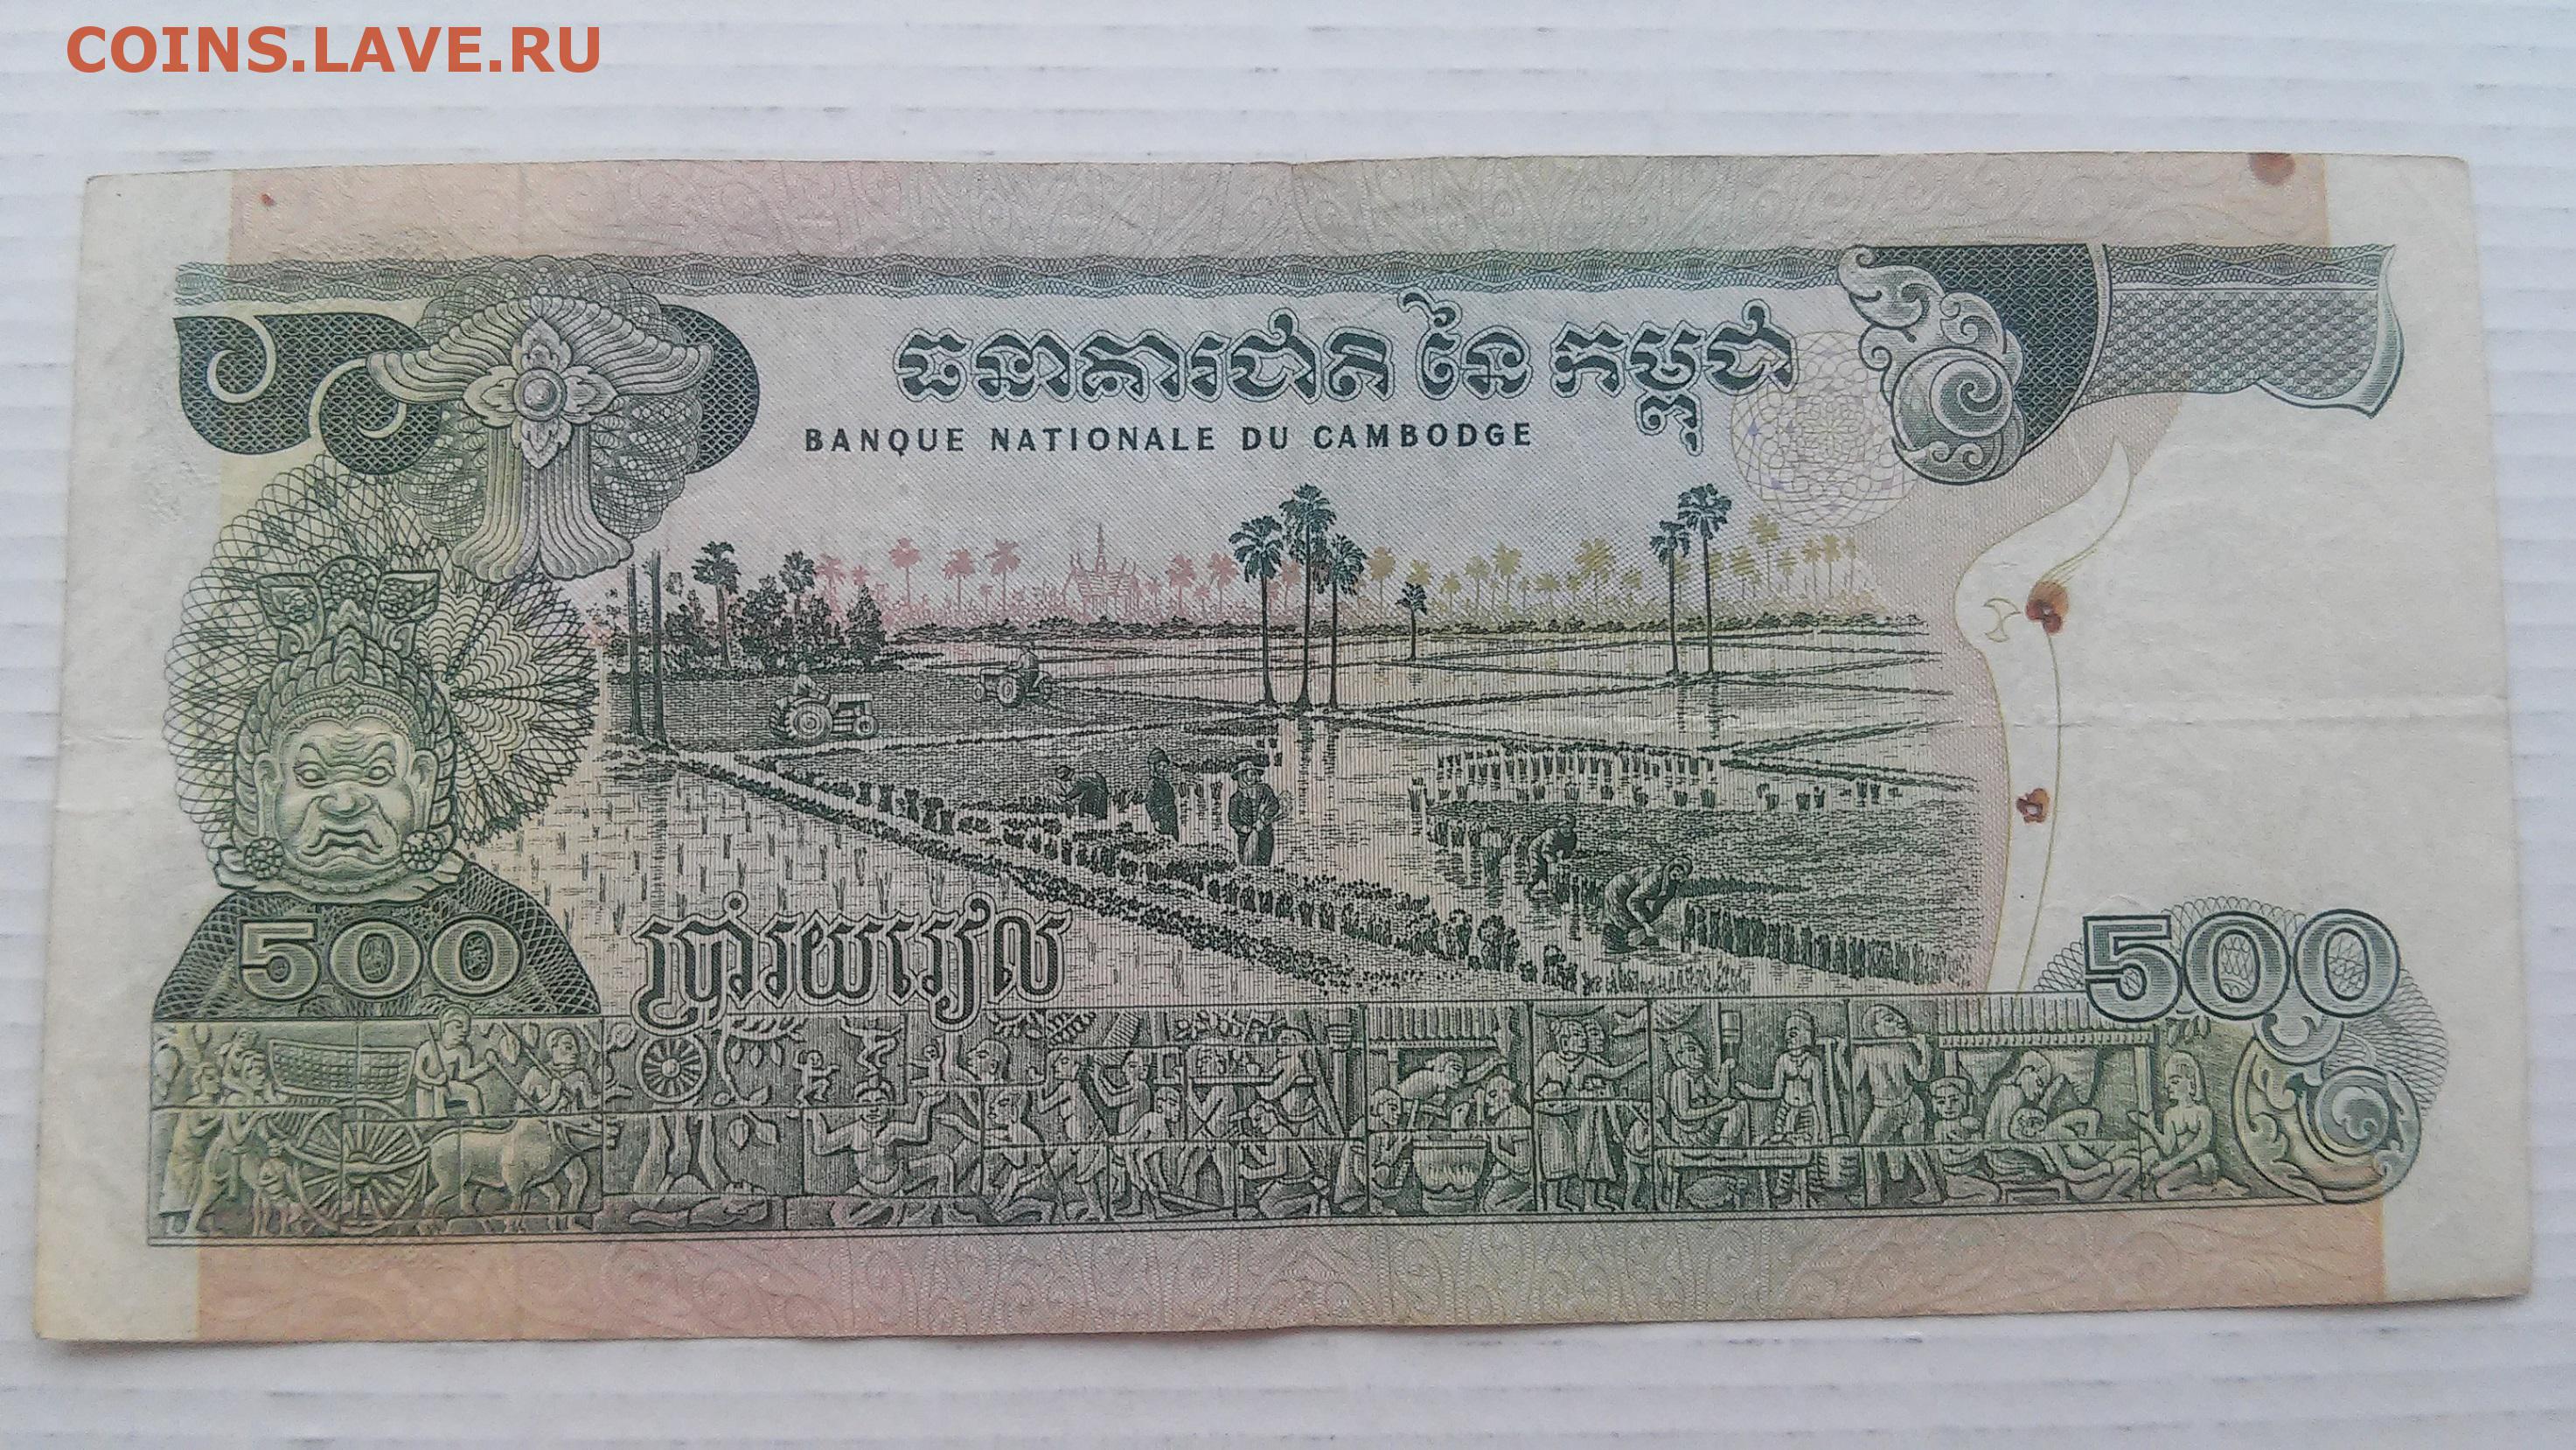 COINS.LAVE.RU
ធនាគារជាតិ នៃ កម្ពុជា
BANQUE NATIONALE DU CAMBODGE
500 ប្រាំរយរៀល 500